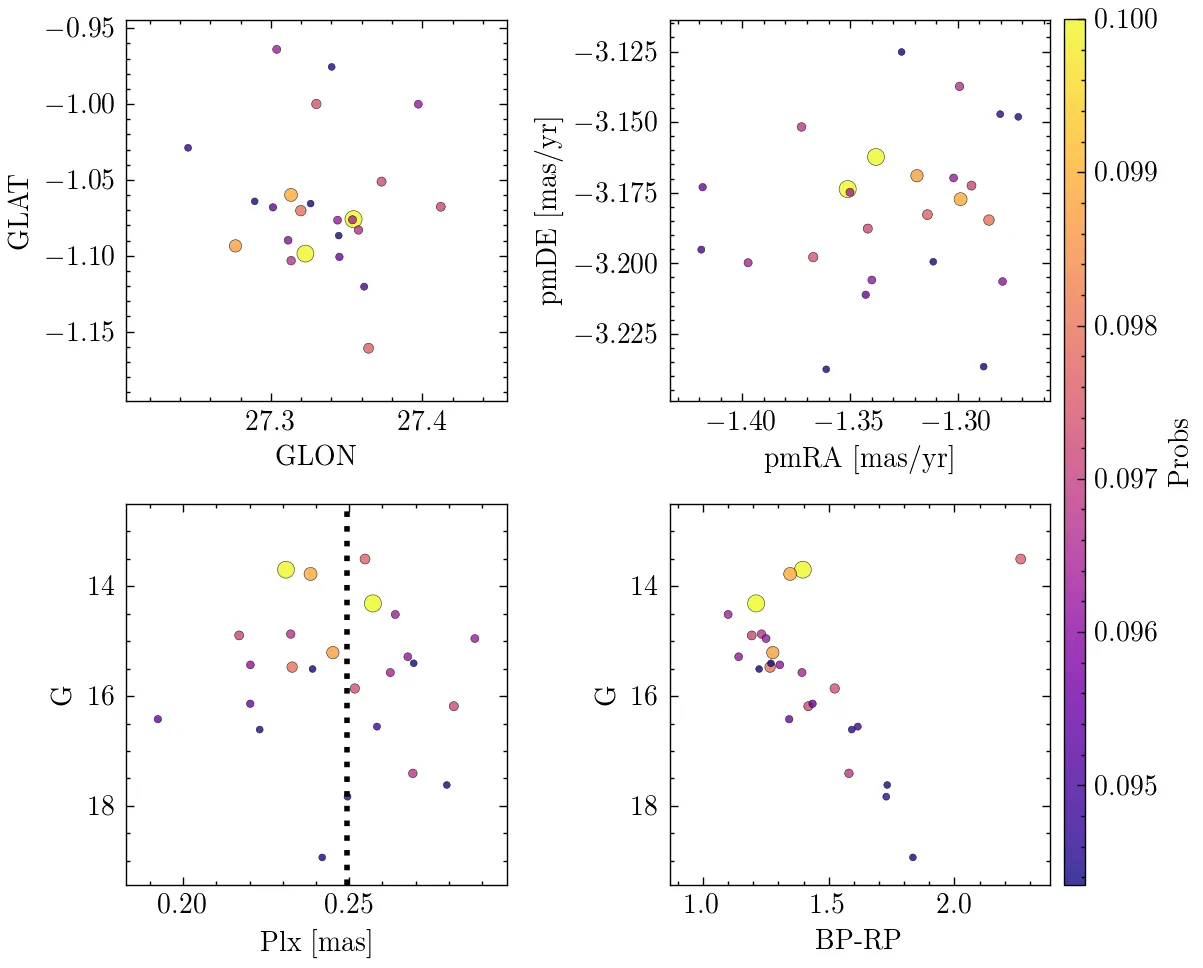 −0.95
−1.00
−1.05
−1.10
−1.15
GLAT
27.3 27.4
GLON
−3.125
−3.150
−3.175
−3.200
−3.225
pmDE [mas/yr]
−1.40 −1.35 −1.30
pmRA [mas/yr]
14
16
18
G
0.20 0.25
Plx [mas]
14
16
18
G
1.0 1.5 2.0
BP-RP
0.100
0.099
0.098
0.097
0.096
0.095
Probs